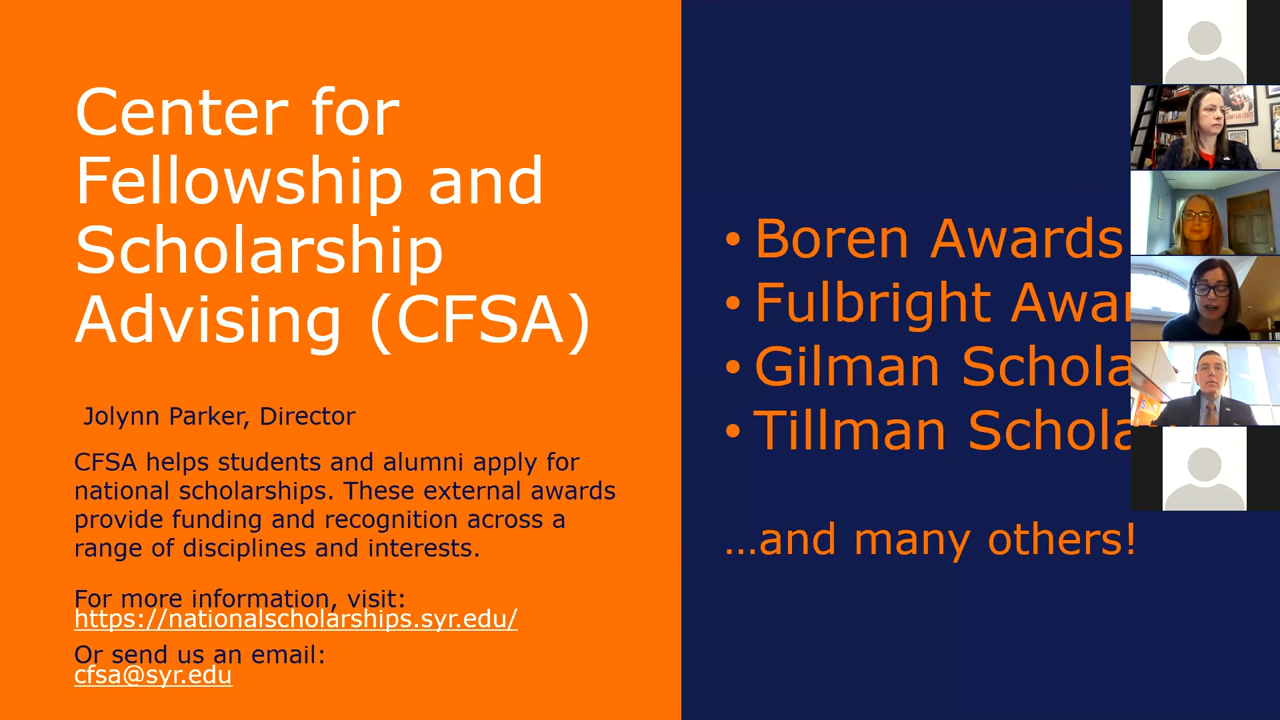 Center for
Fellowship and
Scholarship
Advising (CFSA)
Jolynn Parker, Director
CFSA helps students and alumni apply for
national scholarships. These external awards
provide funding and recognition across a
range of disciplines and interests.
For more information, visit:
https://nationalscholarships.syr.edu/
Or send us an email:
cfsa@syr.edu
• Boren Awards
• Fulbright
• Gilman
• Tillman
…and many others!